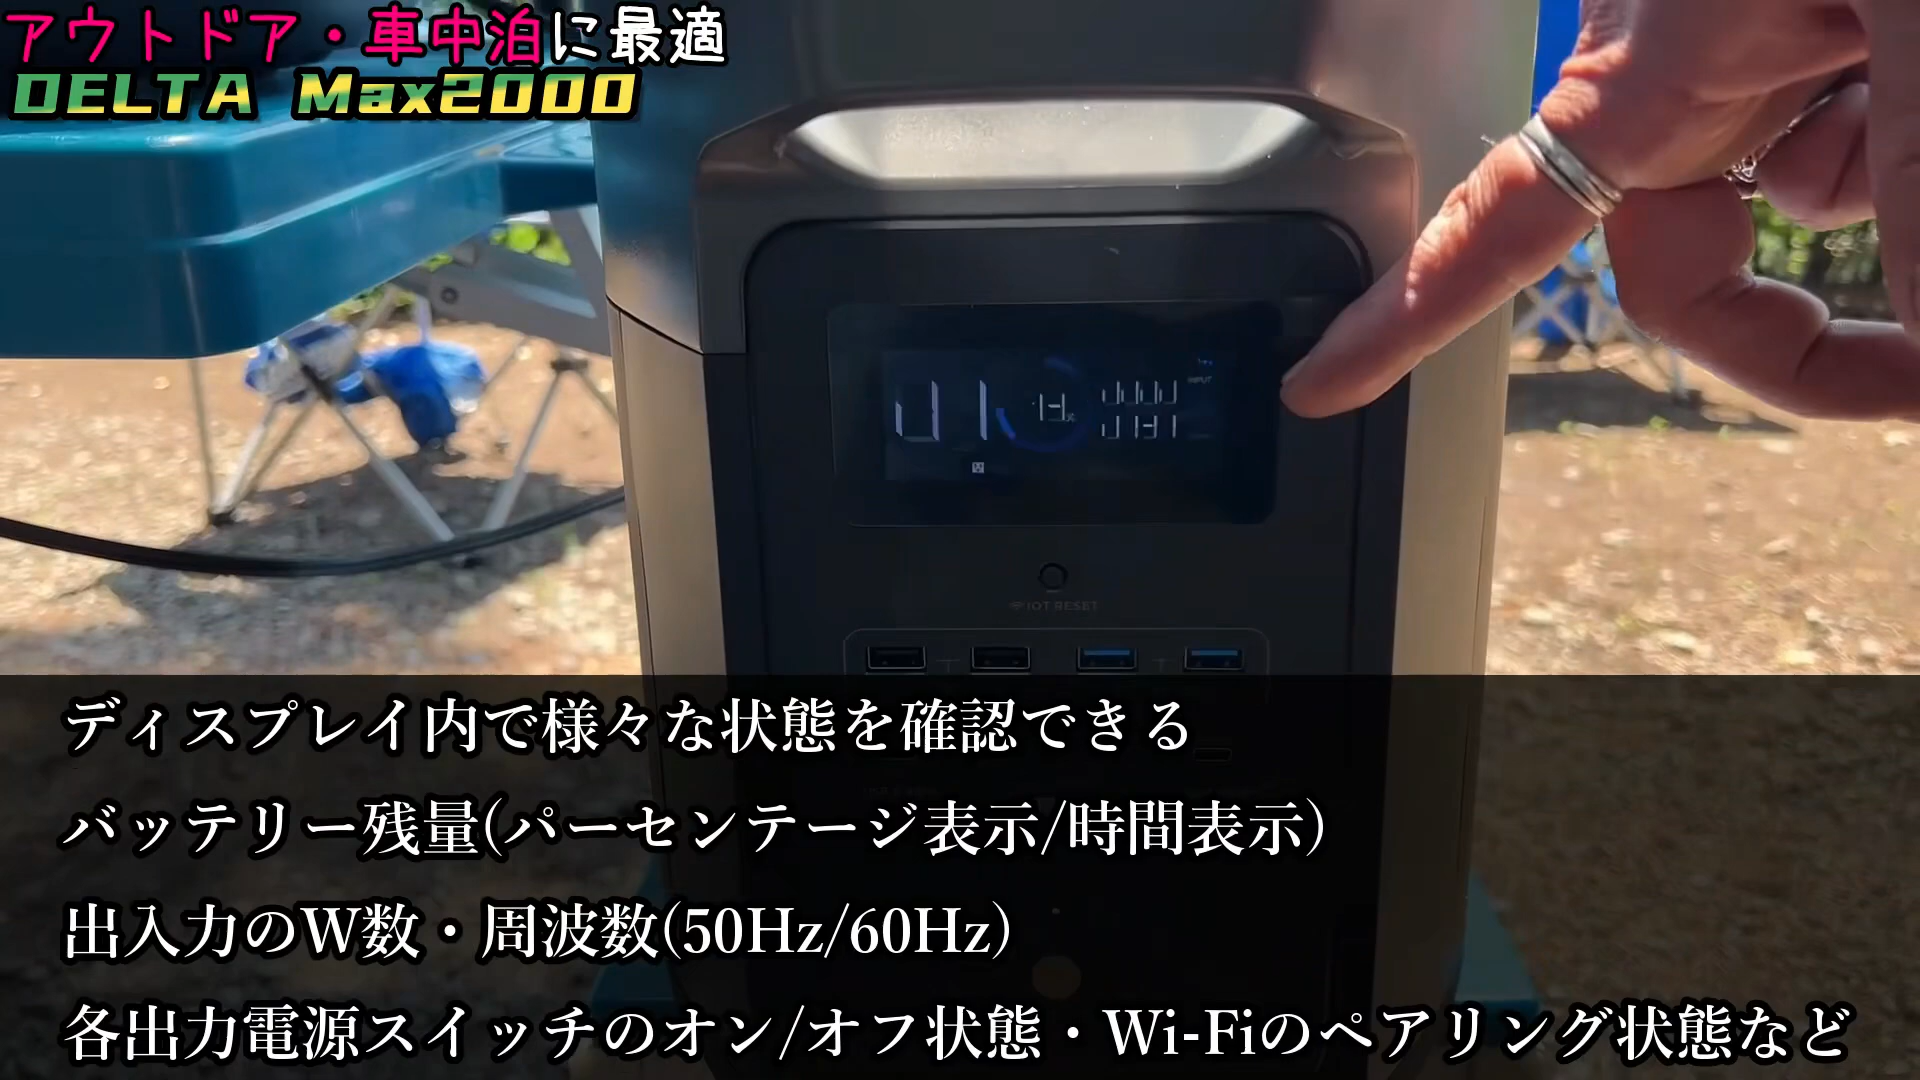 アウトドア・車中泊に最適
DELTA Max2000
INPUT
IOT RESET
ディスプレイ内で様々な状態を確認できる
バッテリー残量(パーセンテージ表示/時間表示)
出入力のW数・周波数(50Hz/60Hz)
各出力電源スイッチのオン/オフ状態・Wi-Fiのペアリング状態など